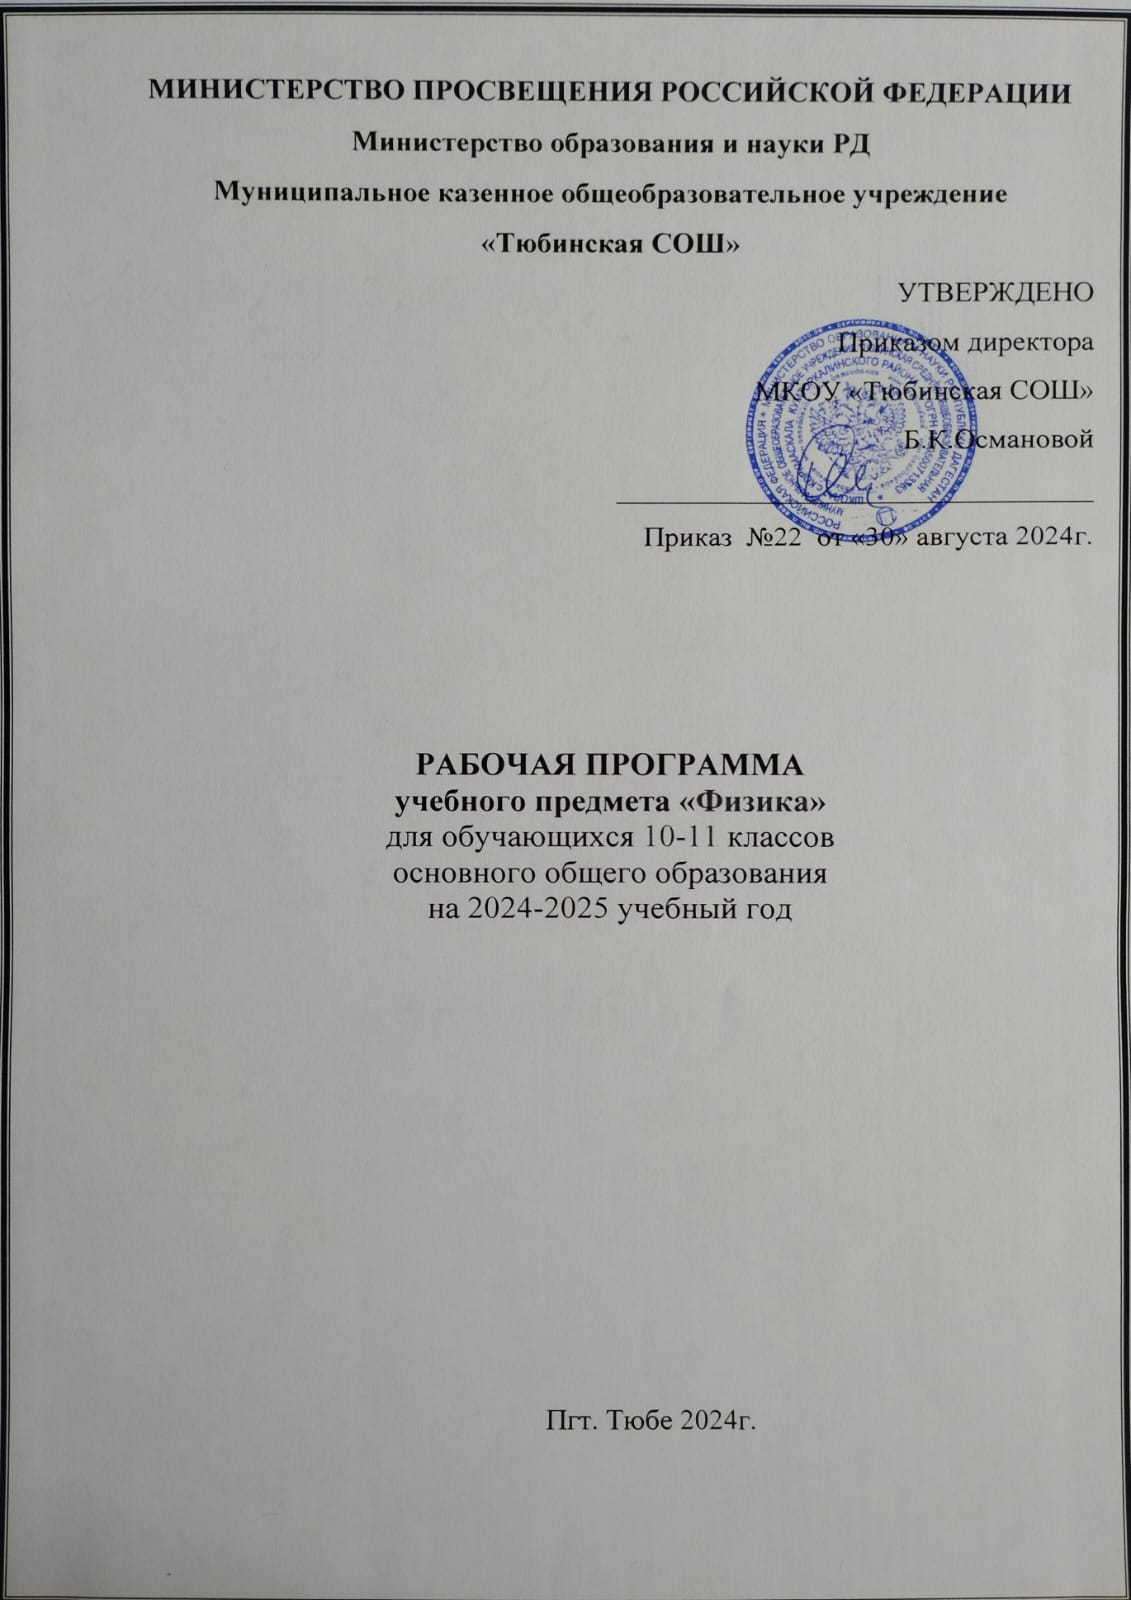 МИНИСТЕРСТВО ПРОСВЕЩЕНИЯ РОССИЙСКОЙ ФЕДЕРАЦИИ
Министерство образования и науки РД
Муниципальное казенное общеобразовательное учреждение
«Тюбинская СОШ»
УТВЕРЖДЕНО
Приказом директора
МКОУ «Тюбинская СОШ»
Б.К.Османовой
Приказ №22 от «30» августа 2024г.
РАБОЧАЯ ПРОГРАММА
учебного предмета «Физика»
для обучающихся 10-11 классов
основного общего образования
на 2024-2025 учебный год
Пгт. Тюбе 2024г.